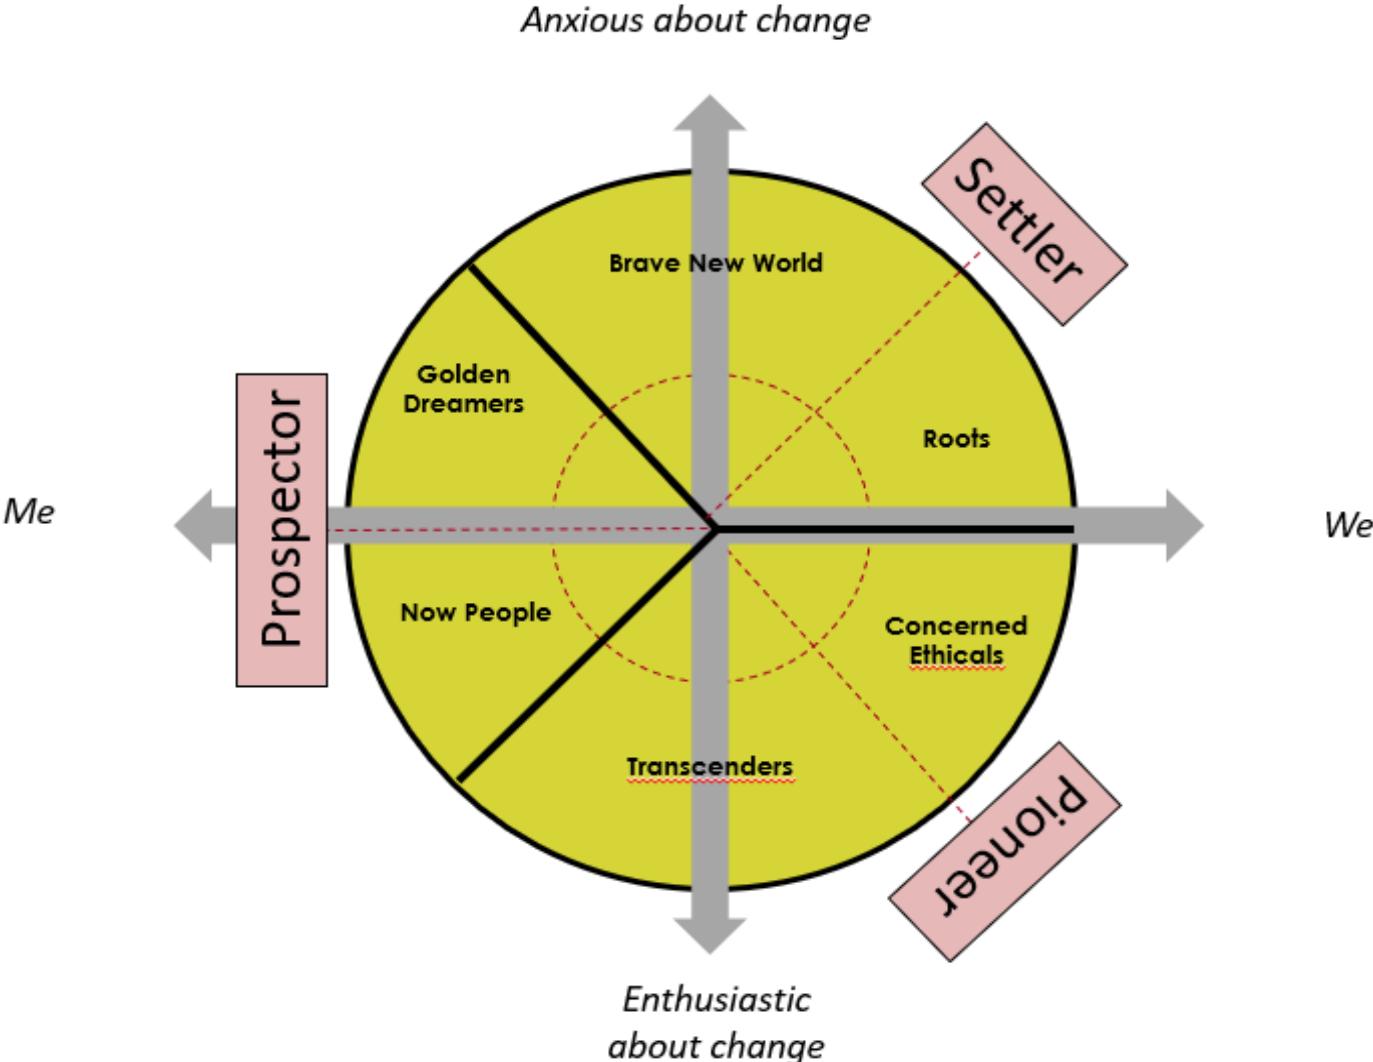 Anxious about change
Settler
Brave New World
Golden
Dreamers
Roots
Prospector
Me
We
Now People
Concerned
Ethicals
Transcenders
Pioneer
Enthusiastic
about change